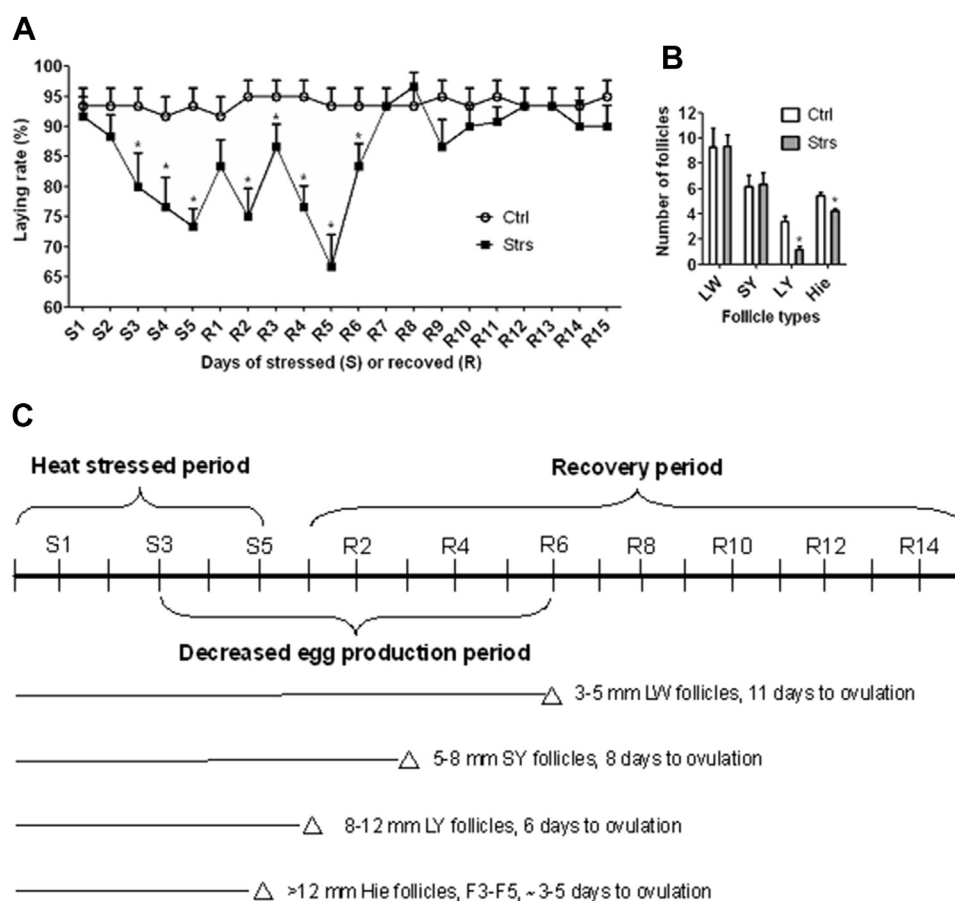 A
Laying rate (%)
100
95
90
85
80
75
70
65
60
* * * * * * * *
Ctrl
Strs
S1 S2 S3 S4 S5 R1 R2 R3 R4 R5 R6 R7 R8 R9 R10 R11 R12 R13 R14 R15
Days of stressed (S) or recoved (R)
B
Number of follicles
12
10
8
6
4
2
0
Ctrl
Strs
* *
LW SY LY Hie
Follicle types
C
Heat stressed period Recovery period
S1 S3 S5 R2 R4 R6 R8 R10 R12 R14
Decreased egg production period
3-5 mm LW follicles, 11 days to ovulation
5-8 mm SY follicles, 8 days to ovulation
8-12 mm LY follicles, 6 days to ovulation
>12 mm Hie follicles, F3-F5, ~3-5 days to ovulation